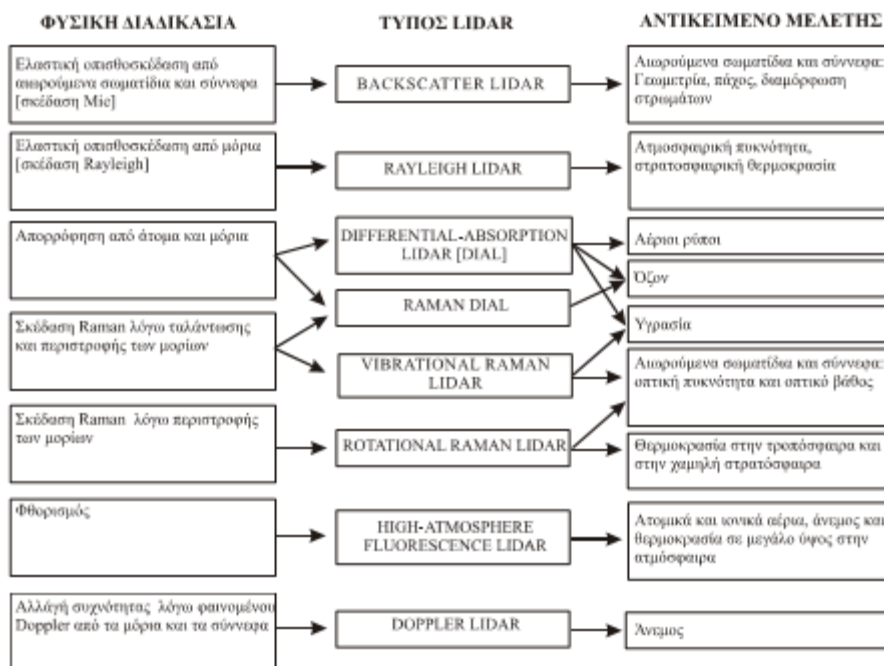 ΦΥΣΙΚΗ ΔΙΑΔΙΚΑΣΙΑ
ΤΥΠΟΣ LIDAR
ΑΝΤΙΚΕΙΜΕΝΟ ΜΕΛΕΤΗΣ
Ελαστική οπισθοσκέδαση από
αιωρούμενα σωματίδια και σύννεφα
[σκέδαση Mie]
BACKSCATTER LIDAR
Αιωρούμενα σωματίδια και σύννεφα:
Γεωμετρία, πάχος, διαμόρφωση
στρωμάτων
Ελαστική οπισθοσκέδαση από μόρια
[σκέδαση Rayleigh]
RAYLEIGH LIDAR
Ατμοσφαιρική πυκνότητα,
στρατοσφαιρική θερμοκρασία
Απορρόφηση από άτομα και μόρια
DIFFERENTIAL-ABSORPTION
LIDAR [DIAL]
Αέριοι ρύποι
Όζον
RAMAN DIAL
Σκέδαση Raman λόγω ταλάντωσης
και περιστροφής των μορίων
Υγρασία
VIBRATIONAL RAMAN
LIDAR
Αιωρούμενα σωματίδια και σύννεφα:
οπτική πυκνότητα και οπτικό βάθος
Σκέδαση Raman λόγω περιστροφής
των μορίων
ROTATIONAL RAMAN LIDAR
Θερμοκρασία στην τροπόσφαιρα και
στην χαμηλή στρατόσφαιρα
Φθορισμός
HIGH-ATMOSPHERE
FLUORESCENCE LIDAR
Ατομικά και ιονικά αέρια, άνεμος και
θερμοκρασία σε μεγάλο ύψος στην
ατμόσφαιρα
Αλλάγή συχνότητας λόγω φαινομένου
Doppler από τα μόρια και τα σύννεφα
DOPPLER LIDAR
Άνεμος